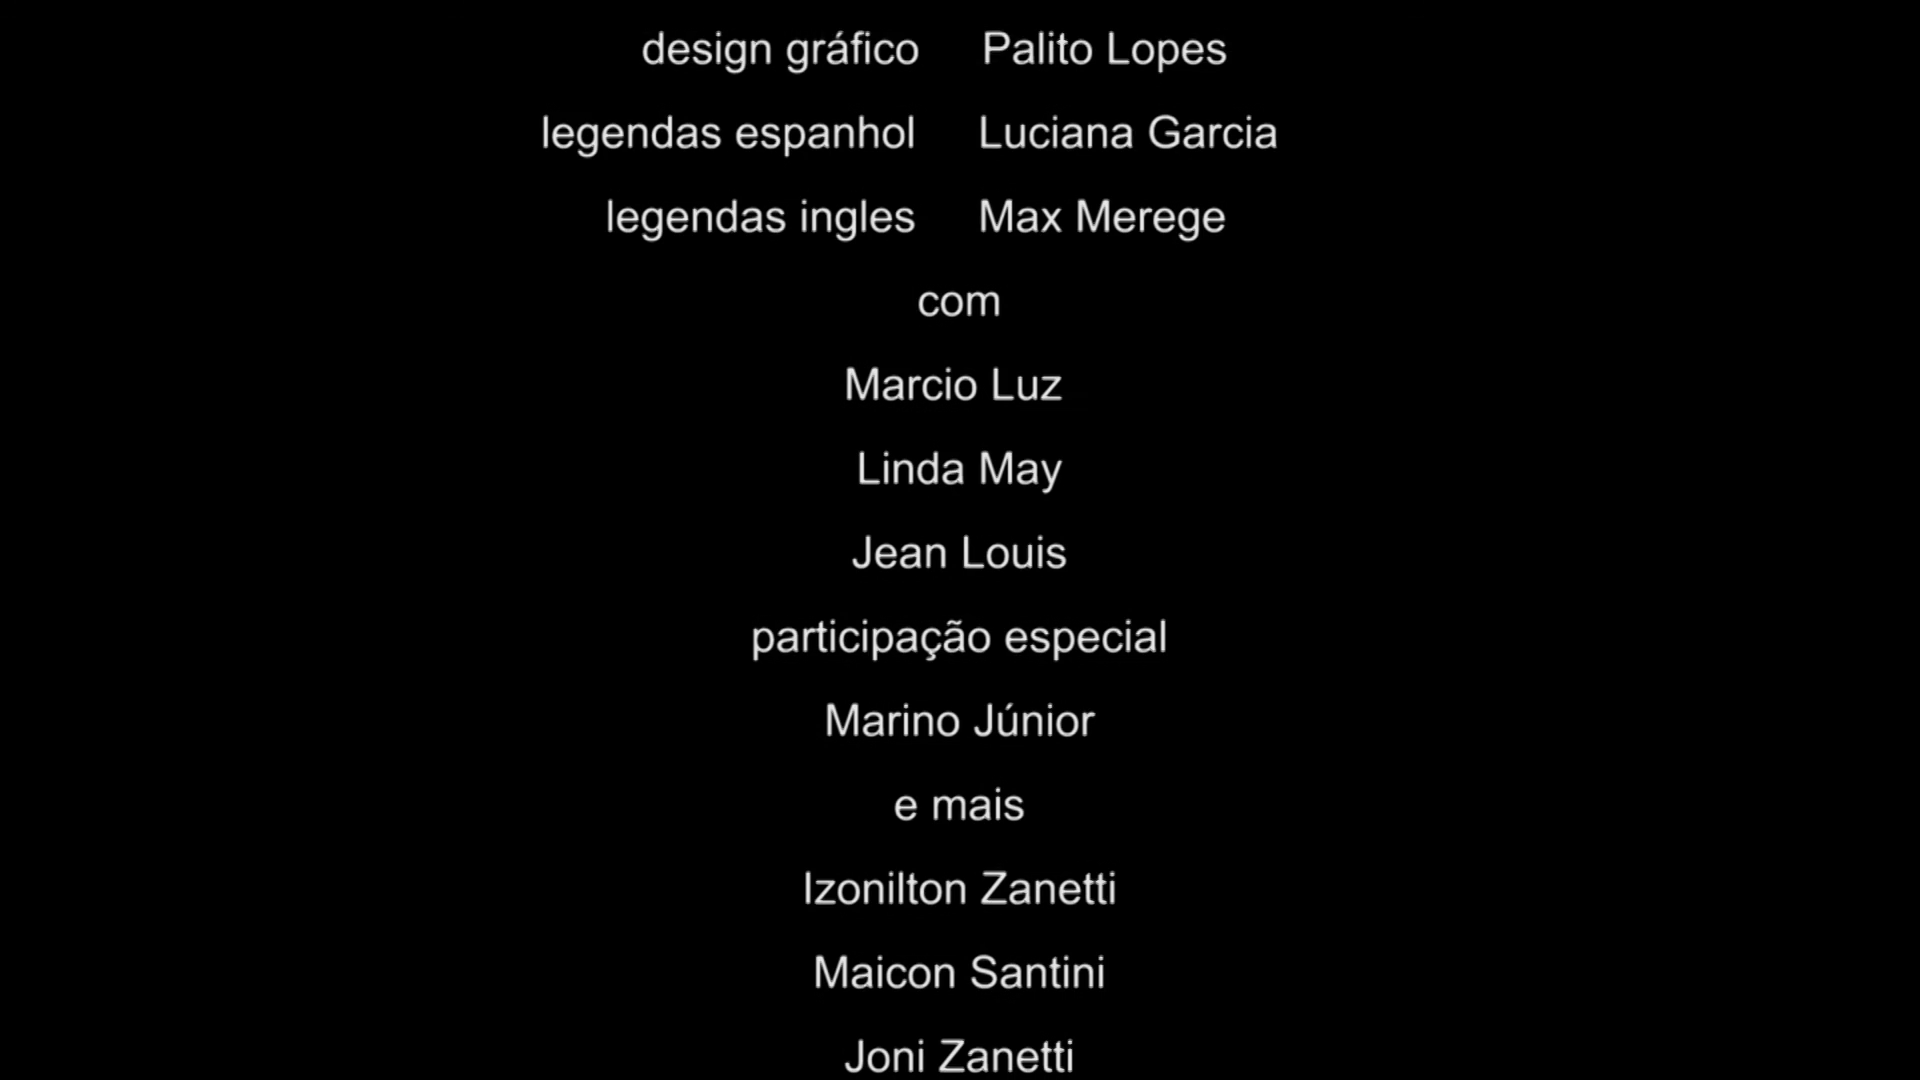 design gráfico Palito Lopes
legendas espanhol Luciana Garcia
legendas ingles Max Merege
com
Marcio Luz
Linda May
Jean Louis
participação especial
Marino Júnior
e mais
Izonilton Zanetti
Maicon Santini
Joni Zanetti